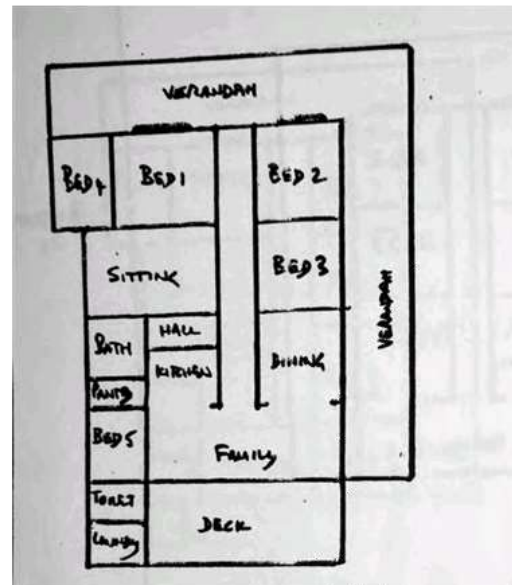 VERANDAH
BED 4
BED 1
BED 2
SITTING
BED 3
VERANDAH
BATH
HALL
KITCHEN
DINING
PANTRY
BED 5
FAMILY
TOILET
DECK
LAUNDRY